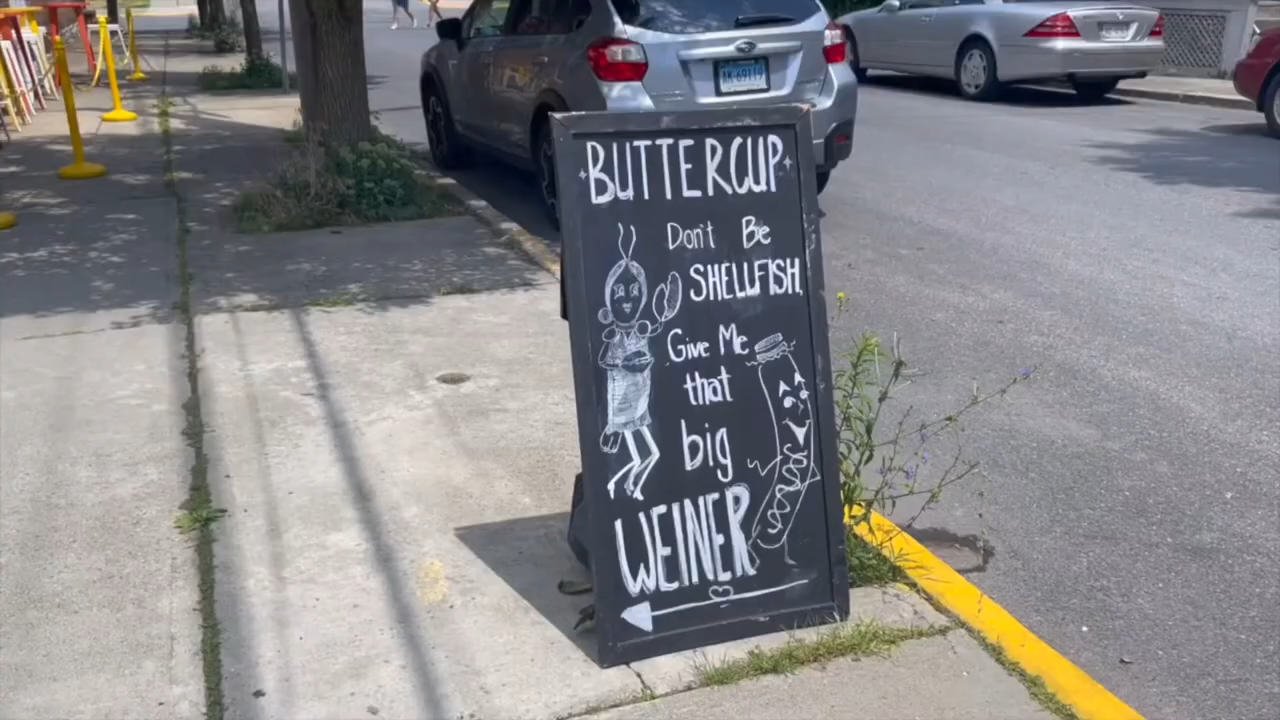 BUTTERCUP
Don't Be
SHELLFISH,
Give Me
that
big
WEINER